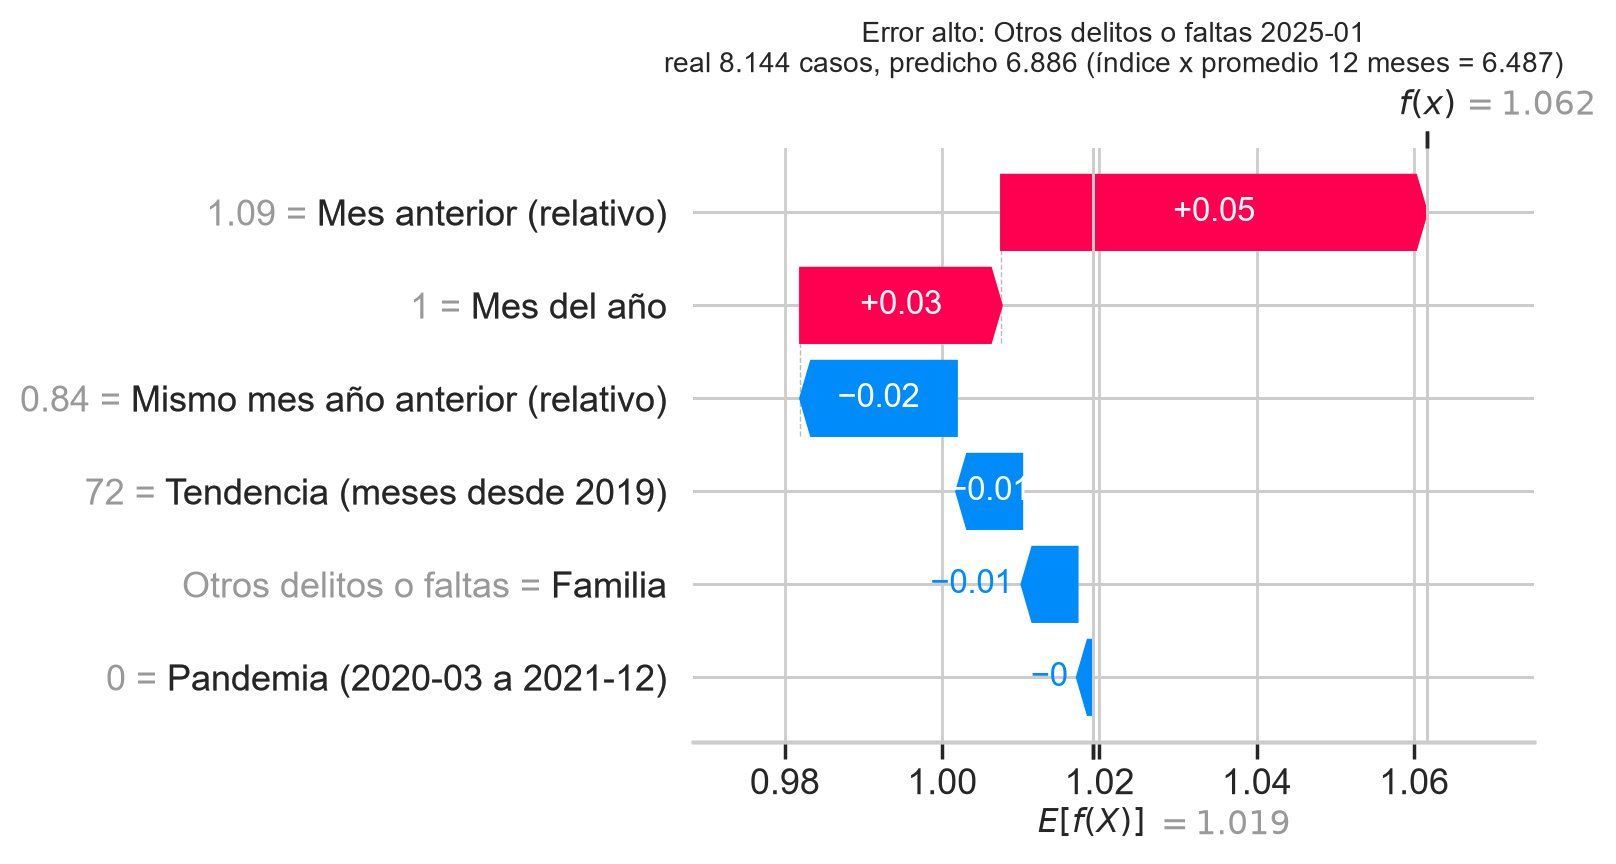 Error alto: Otros delitos o faltas 2025-01
real 8.144 casos, predicho 6.886 (índice x promedio 12 meses = 6.487)
f(x) = 1.062
1.09 = Mes anterior (relativo)
+0.05
1 = Mes del año
+0.03
0.84 = Mismo mes año anterior (relativo)
−0.02
72 = Tendencia (meses desde 2019)
−0.01
Otros delitos o faltas = Familia
−0.01
0 = Pandemia (2020-03 a 2021-12)
−0
0.98 1.00 1.02 1.04 1.06
E[f(X)] = 1.019